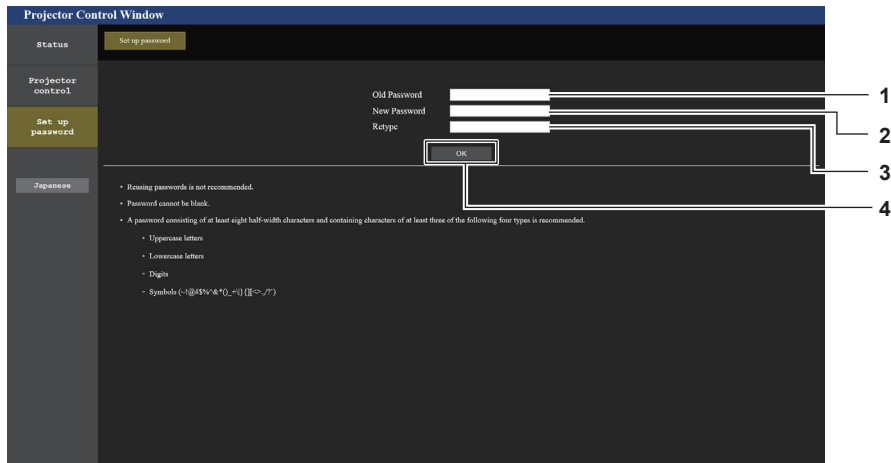 Projector Control Window
Status
Set up password
Projector
control
Set up
password
Japanese
Old Password
New Password
Retype
OK
1
2
3
4
• Reusing passwords is not recommended.
• Password cannot be blank.
• A password consisting of at least eight half-width characters and containing characters of at least three of the following four types is recommended.
• Uppercase letters
• Lowercase letters
• Digits
• Symbols (~!@#$%^&*()_+\|}{][<>.,/?`)